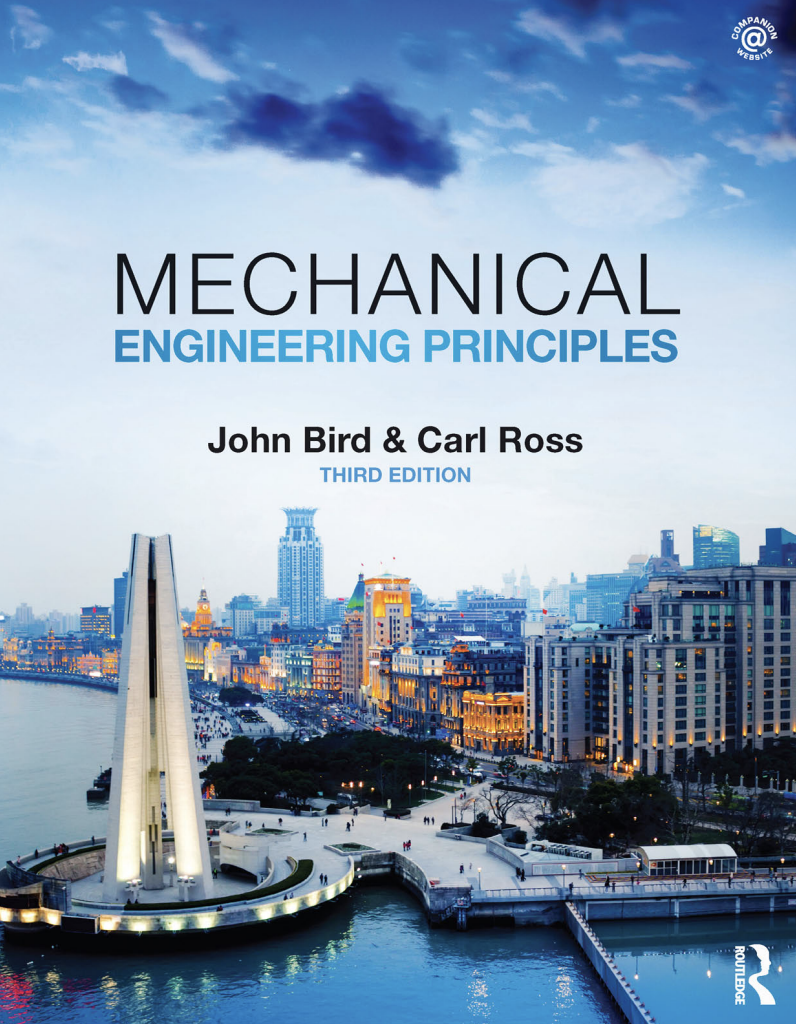 COMPANION
@
WEBSITE
MECHANICAL
ENGINEERING PRINCIPLES
John Bird & Carl Ross
THIRD EDITION
ROUTLEDGE